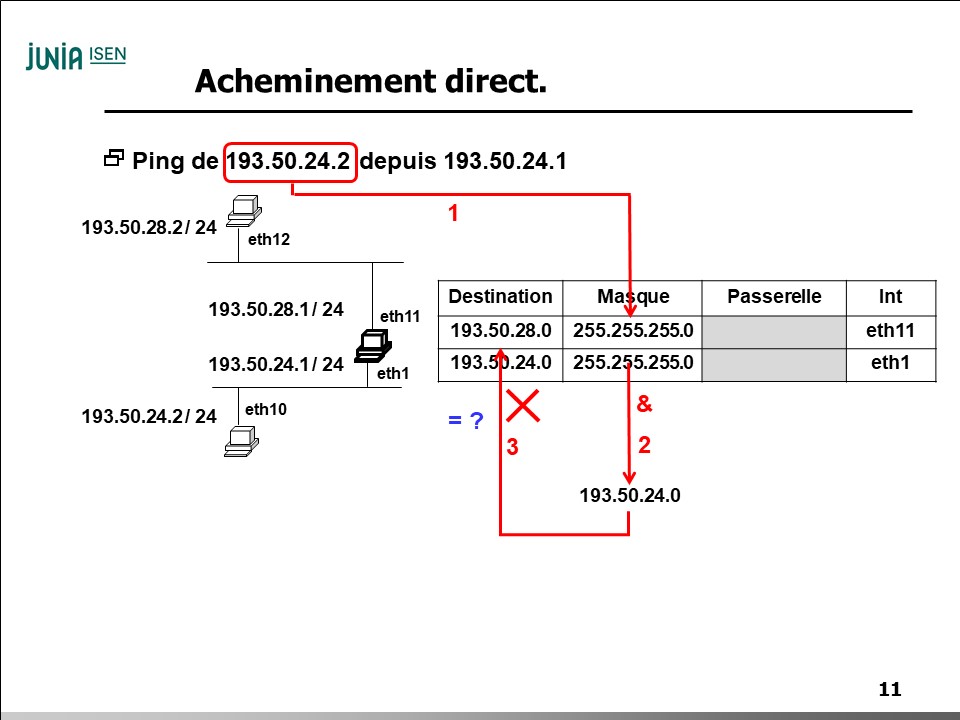 JUNIA ISEN
Acheminement direct.
Ping de 193.50.24.2 depuis 193.50.24.1
1
193.50.28.2 / 24
eth12
193.50.28.1 / 24
eth11
193.50.24.1 / 24
eth1
193.50.24.2 / 24
eth10
Destination Masque Passerelle Int
193.50.28.0 255.255.255.0 eth11
193.50.24.0 255.255.255.0 eth1
= ?
3
&
2
193.50.24.0
11